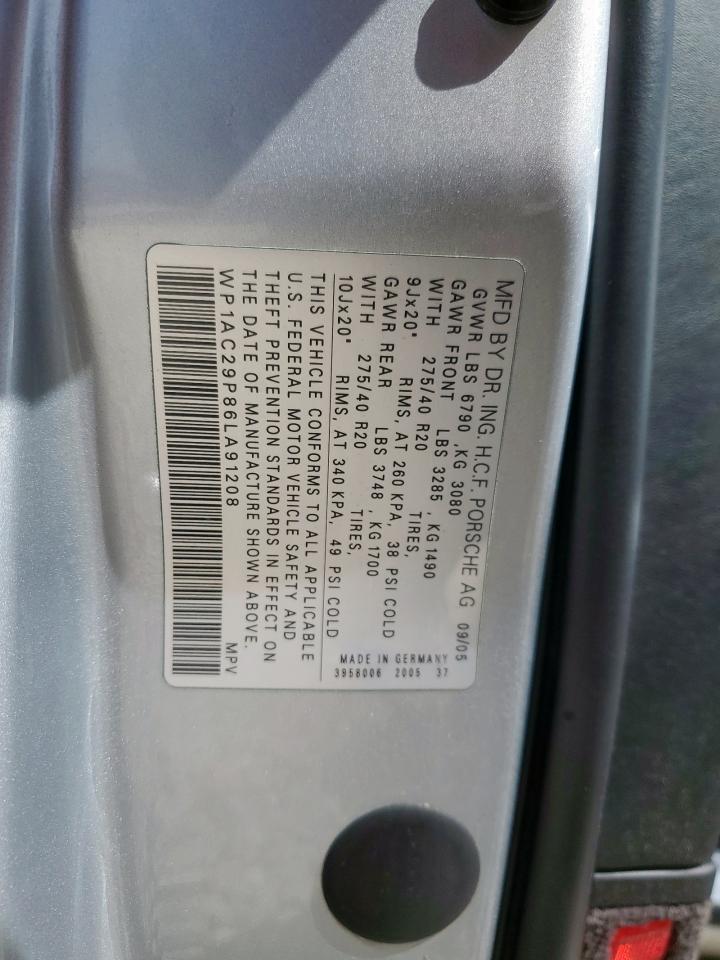 MFD BY DR. ING. H.C.F. PORSCHE AG 09/05
GVWR LBS 6790 ,KG 3080
GAWR FRONT LBS 3285 , KG 1490
WITH 275/40 R20 TIRES,
9Jx20" RIMS, AT 260 KPA, 38 PSI COLD
GAWR REAR LBS 3748 , KG 1700
WITH 275/40 R20 TIRES,
10Jx20" RIMS, AT 340 KPA, 49 PSI COLD
THIS VEHICLE CONFORMS TO ALL APPLICABLE
U.S. FEDERAL MOTOR VEHICLE SAFETY AND
THEFT PREVENTION STANDARDS IN EFFECT ON
THE DATE OF MANUFACTURE SHOWN ABOVE.
WP1AC29P86LA91208 MPV
MADE IN GERMANY
3958006 2005 37